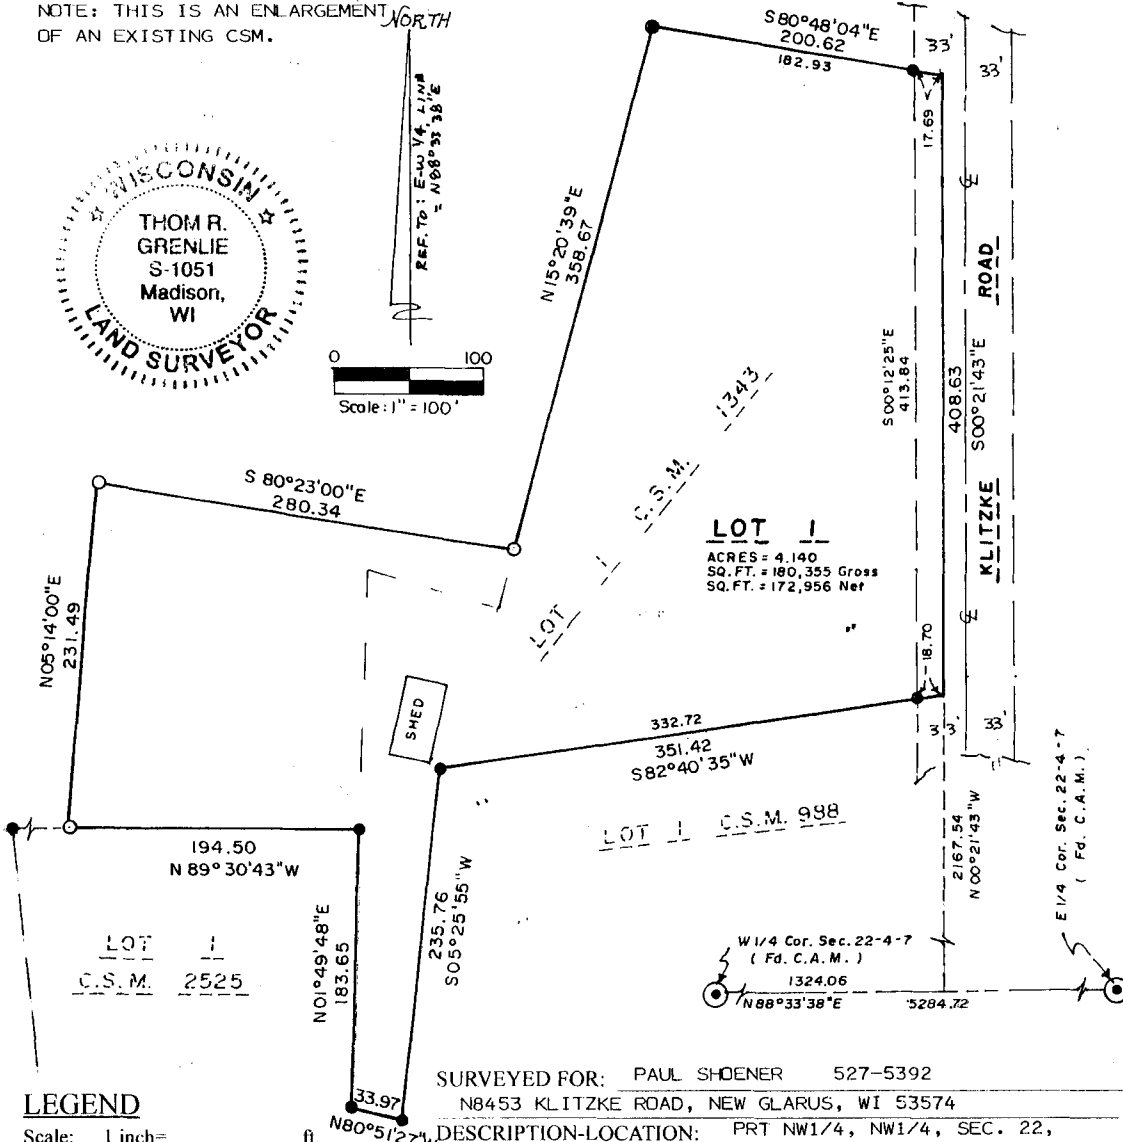 NOTE: THIS IS AN ENLARGEMENT
OF AN EXISTING CSM.
NORTH
REF. TO: E-W 1/4 LINE
= N88°33'38"E
WISCONSIN
THOM R.
GRENLIE
S-1051
Madison,
WI
LAND SURVEYOR
0 100
Scale: 1" = 100'
S 80°48'04"E
200.62
182.93
33'
33'
17.69
N15°20'39"E
358.67
S00°12'25"E
413.84
408.63
S00°21'43"E
KLITZKE ROAD
S 80°23'00"E
280.34
LOT 1 C.S.M. 1343
LOT 1
ACRES = 4.140
SQ.FT. = 180,355 Gross
SQ.FT. = 172,956 Net
N05°14'00"E
231.49
SHED
18.70
332.72
351.42
S82°40'35"W
33'
33'
194.50
N 89°30'43"W
LOT 1 C.S.M. 988
2167.54
N00°21'43"W
E 1/4 Cor. Sec. 22-4-7
( Fd. C.A.M. )
LOT 1
C.S.M. 2525
N01°49'48"E
183.65
235.76
S05°25'55"W
W 1/4 Cor. Sec. 22-4-7
( Fd. C.A.M. )
1324.06
N88°33'38"E 5284.72
33.97
N80°51'27"W
LEGEND
Scale: 1 inch= ft.
SURVEYED FOR: PAUL SHOENER 527-5392
N8453 KLITZKE ROAD, NEW GLARUS, WI 53574
DESCRIPTION-LOCATION: PRT NW1/4, NW1/4, SEC. 22,